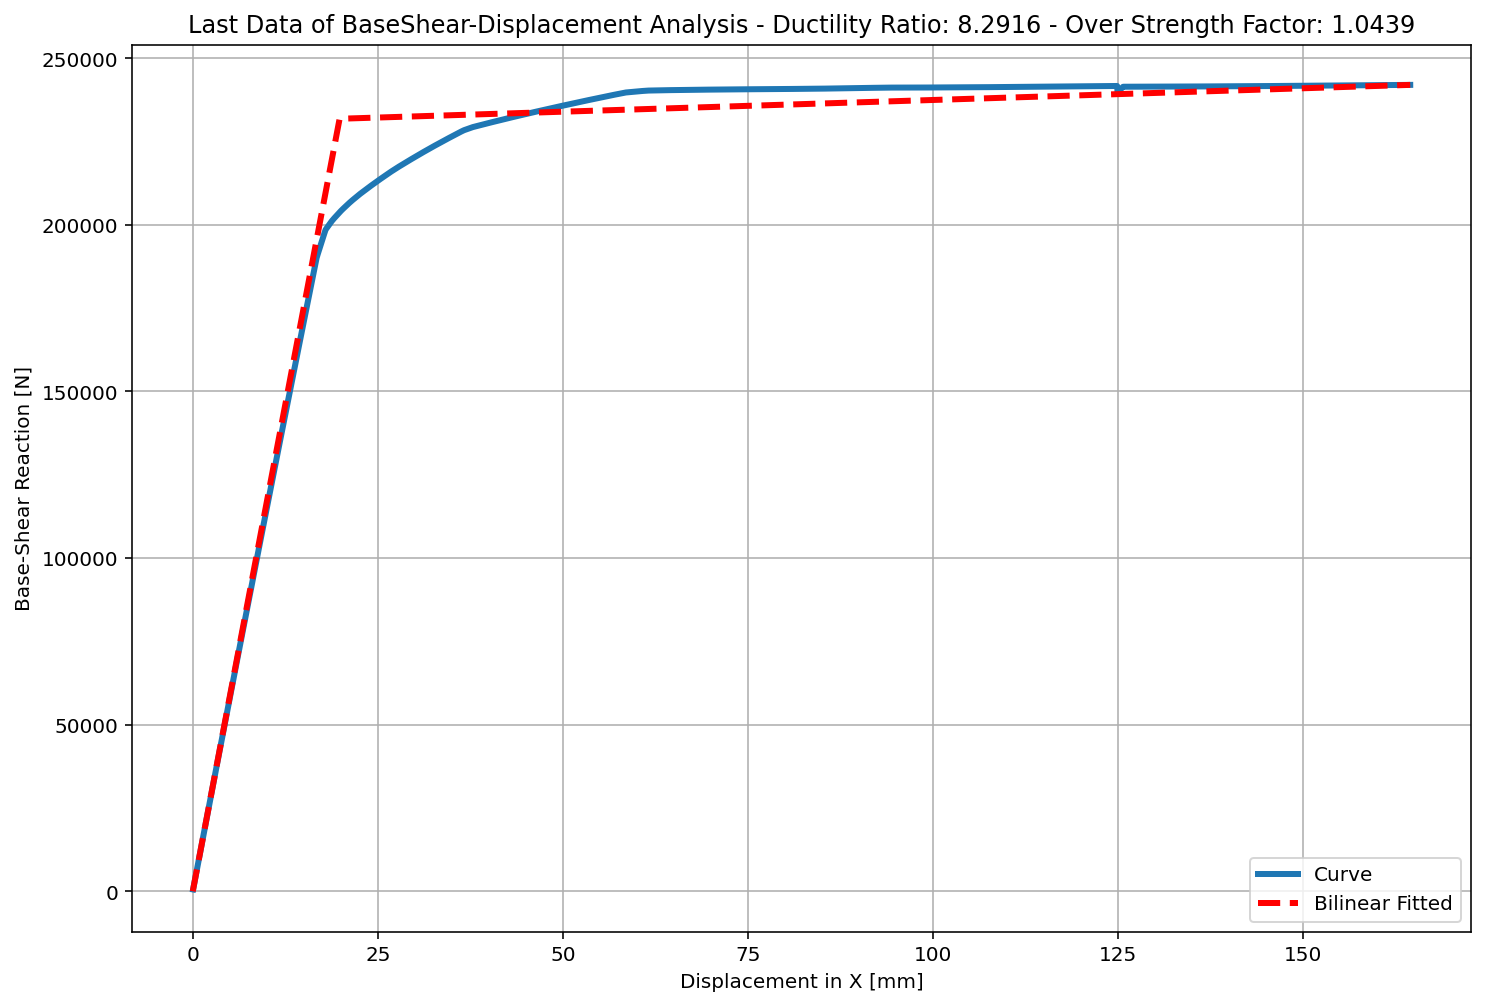 Last Data of BaseShear-Displacement Analysis - Ductility Ratio: 8.2916 - Over Strength Factor: 1.0439
250000
200000
150000
100000
50000
0
Base-Shear Reaction [N]
0 25 50 75 100 125 150
Displacement in X [mm]
Curve
Bilinear Fitted